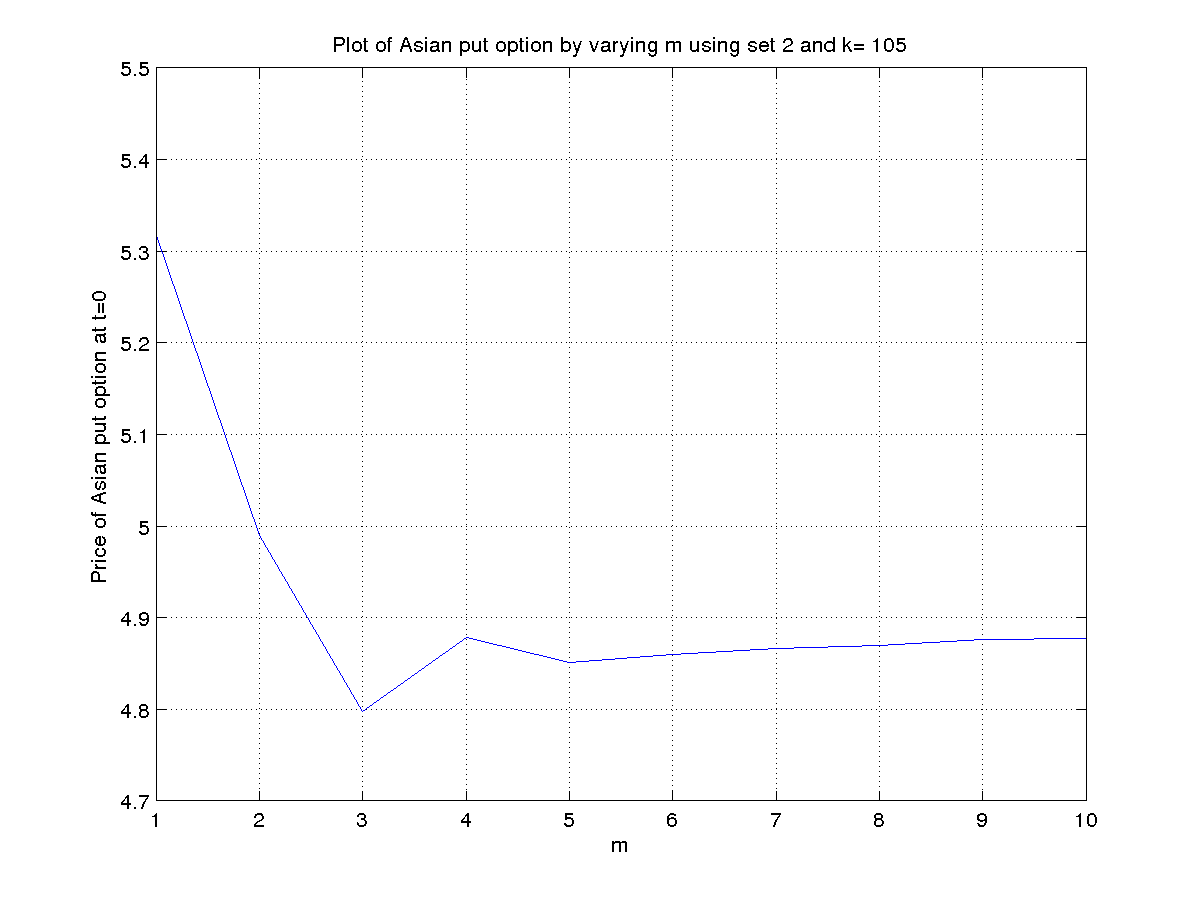 Plot of Asian put option by varying m using set 2 and k= 105
Price of Asian put option at t=0
5.5
5.4
5.3
5.2
5.1
5
4.9
4.8
4.7
1 2 3 4 5 6 7 8 9 10
m